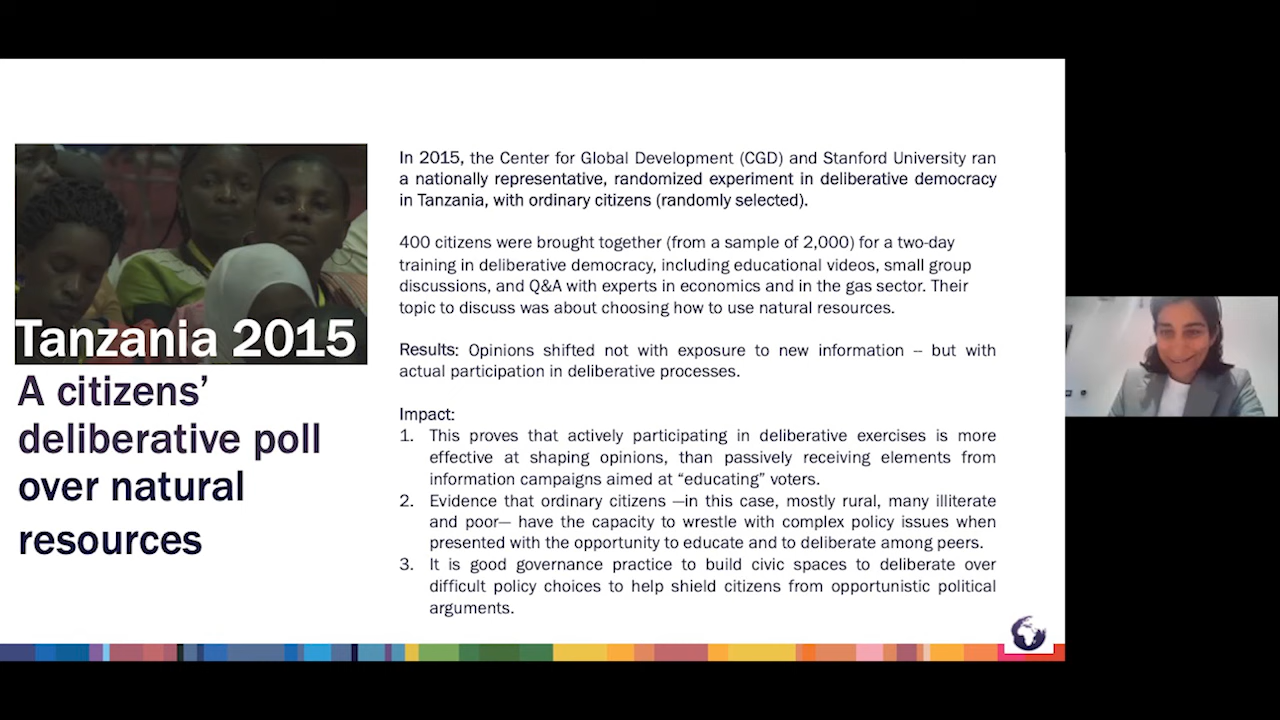 Tanzania 2015
A citizens’
deliberative poll
over natural
resources
In 2015, the Center for Global Development (CGD) and Stanford University ran
a nationally representative, randomized experiment in deliberative democracy
in Tanzania, with ordinary citizens (randomly selected).
400 citizens were brought together (from a sample of 2,000) for a two-day
training in deliberative democracy, including educational videos, small group
discussions, and Q&A with experts in economics and in the gas sector. Their
topic to discuss was about choosing how to use natural resources.
Results: Opinions shifted not with exposure to new information – but with
actual participation in deliberative processes.
Impact:
1. This proves that actively participating in deliberative exercises is more
effective at shaping opinions, than passively receiving elements from
information campaigns aimed at “educating” voters.
2. Evidence that ordinary citizens —in this case, mostly rural, many illiterate
and poor— have the capacity to wrestle with complex policy issues when
presented with the opportunity to educate and to deliberate among peers.
3. It is good governance practice to build civic spaces to deliberate over
difficult policy choices to help shield citizens from opportunistic political
arguments.